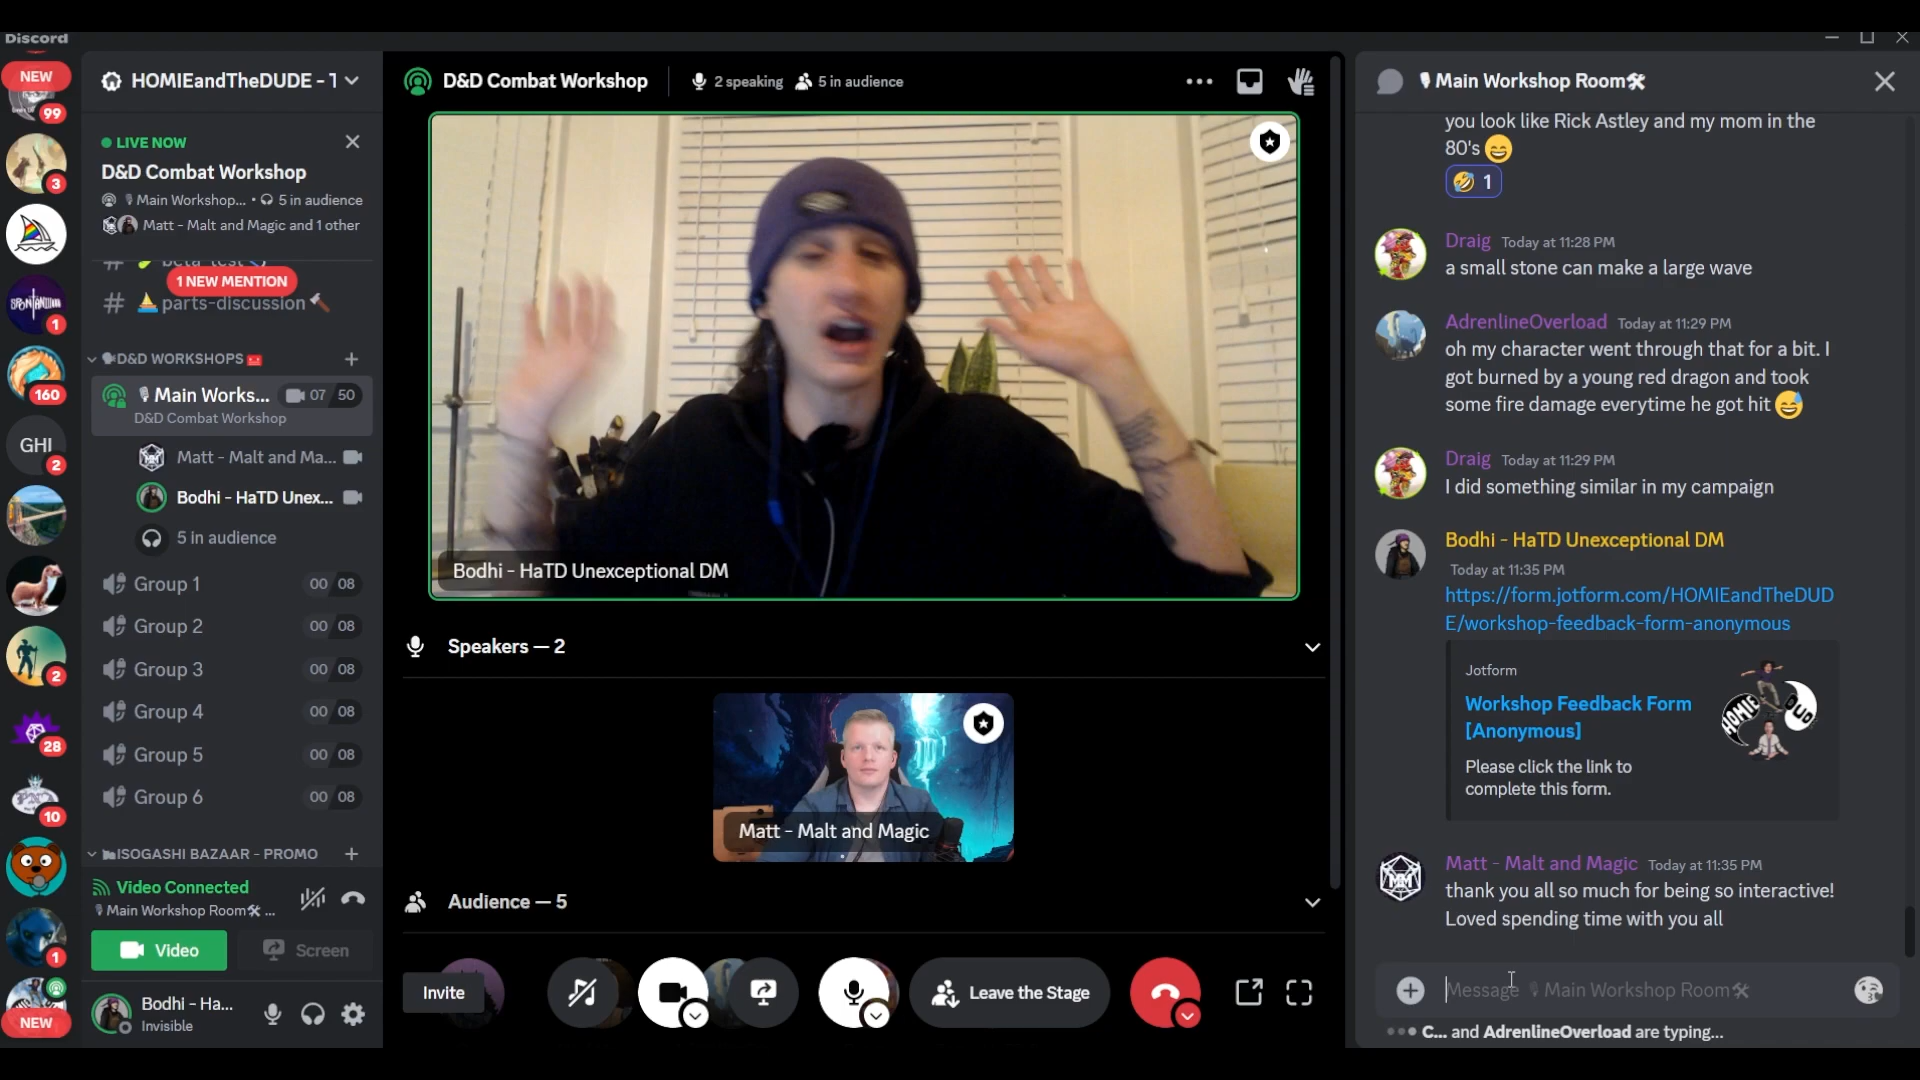 Discord
NEW
99
3
1
160
GHI
2
2
28
10
1
NEW
HOMIEandTheDUDE - 1
LIVE NOW
D&D Combat Workshop
Main Workshop... • 5 in audience
Matt - Malt and Magic and 1 other
1 NEW MENTION
parts-discussion
D&D WORKSHOPS
Main Works... 07 50
D&D Combat Workshop
Matt - Malt and Ma...
Bodhi - HaTD Unex...
5 in audience
Group 1 00 08
Group 2 00 08
Group 3 00 08
Group 4 00 08
Group 5 00 08
Group 6 00 08
ISOGASHI BAZAAR - PROMO
Video Connected
Main Workshop Room ...
Video
Screen
Bodhi - Ha...
Invisible
D&D Combat Workshop
2 speaking 5 in audience
Bodhi - HaTD Unexceptional DM
Speakers — 2
Matt - Malt and Magic
Audience — 5
Invite
Leave the Stage
Main Workshop Room
you look like Rick Astley and my mom in the
80's
1
Draig Today at 11:28 PM
a small stone can make a large wave
AdrenlineOverload Today at 11:29 PM
oh my character went through that for a bit. I
got burned by a young red dragon and took
some fire damage everytime he got hit
Draig Today at 11:29 PM
I did something similar in my campaign
Bodhi - HaTD Unexceptional DM
Today at 11:35 PM
https://form.jotform.com/HOMIEandTheDUD
E/workshop-feedback-form-anonymous
Jotform
Workshop Feedback Form
[Anonymous]
Please click the link to
complete this form.
HOMIE
DUD
Matt - Malt and Magic Today at 11:35 PM
thank you all so much for being so interactive!
Loved spending time with you all
Message Main Workshop Room
C... and AdrenlineOverload are typing...